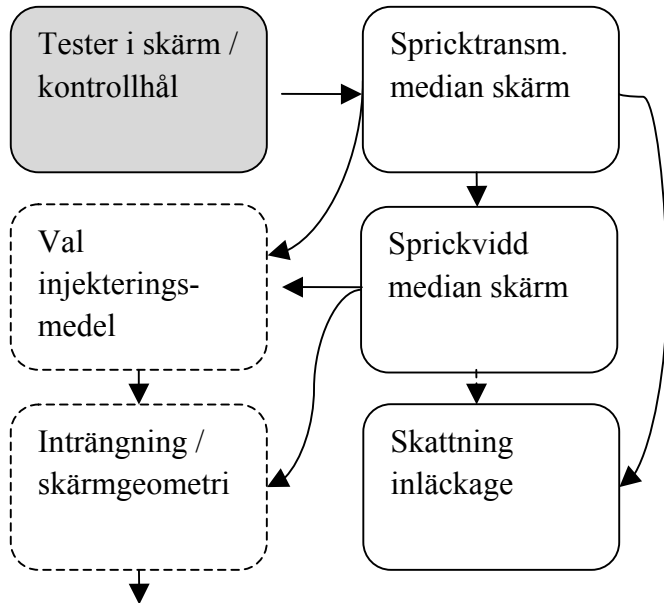 Tester i skärm /
kontrollhål
Spricktransm.
median skärm
Val
injekterings-
medel
Sprickvidd
median skärm
Inträngning /
skärmgeometri
Skattning
inläckage